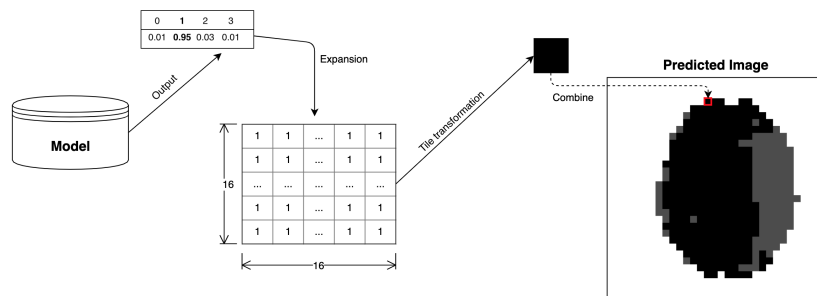 0 1 2 3
0.01 0.95 0.03 0.01
Output
Model
Expansion
1 1 ... 1 1
1 1 ... 1 1
... ... ... ... ...
1 1 ... 1 1
1 1 ... 1 1
16
16
Tile transformation
Combine
Predicted Image